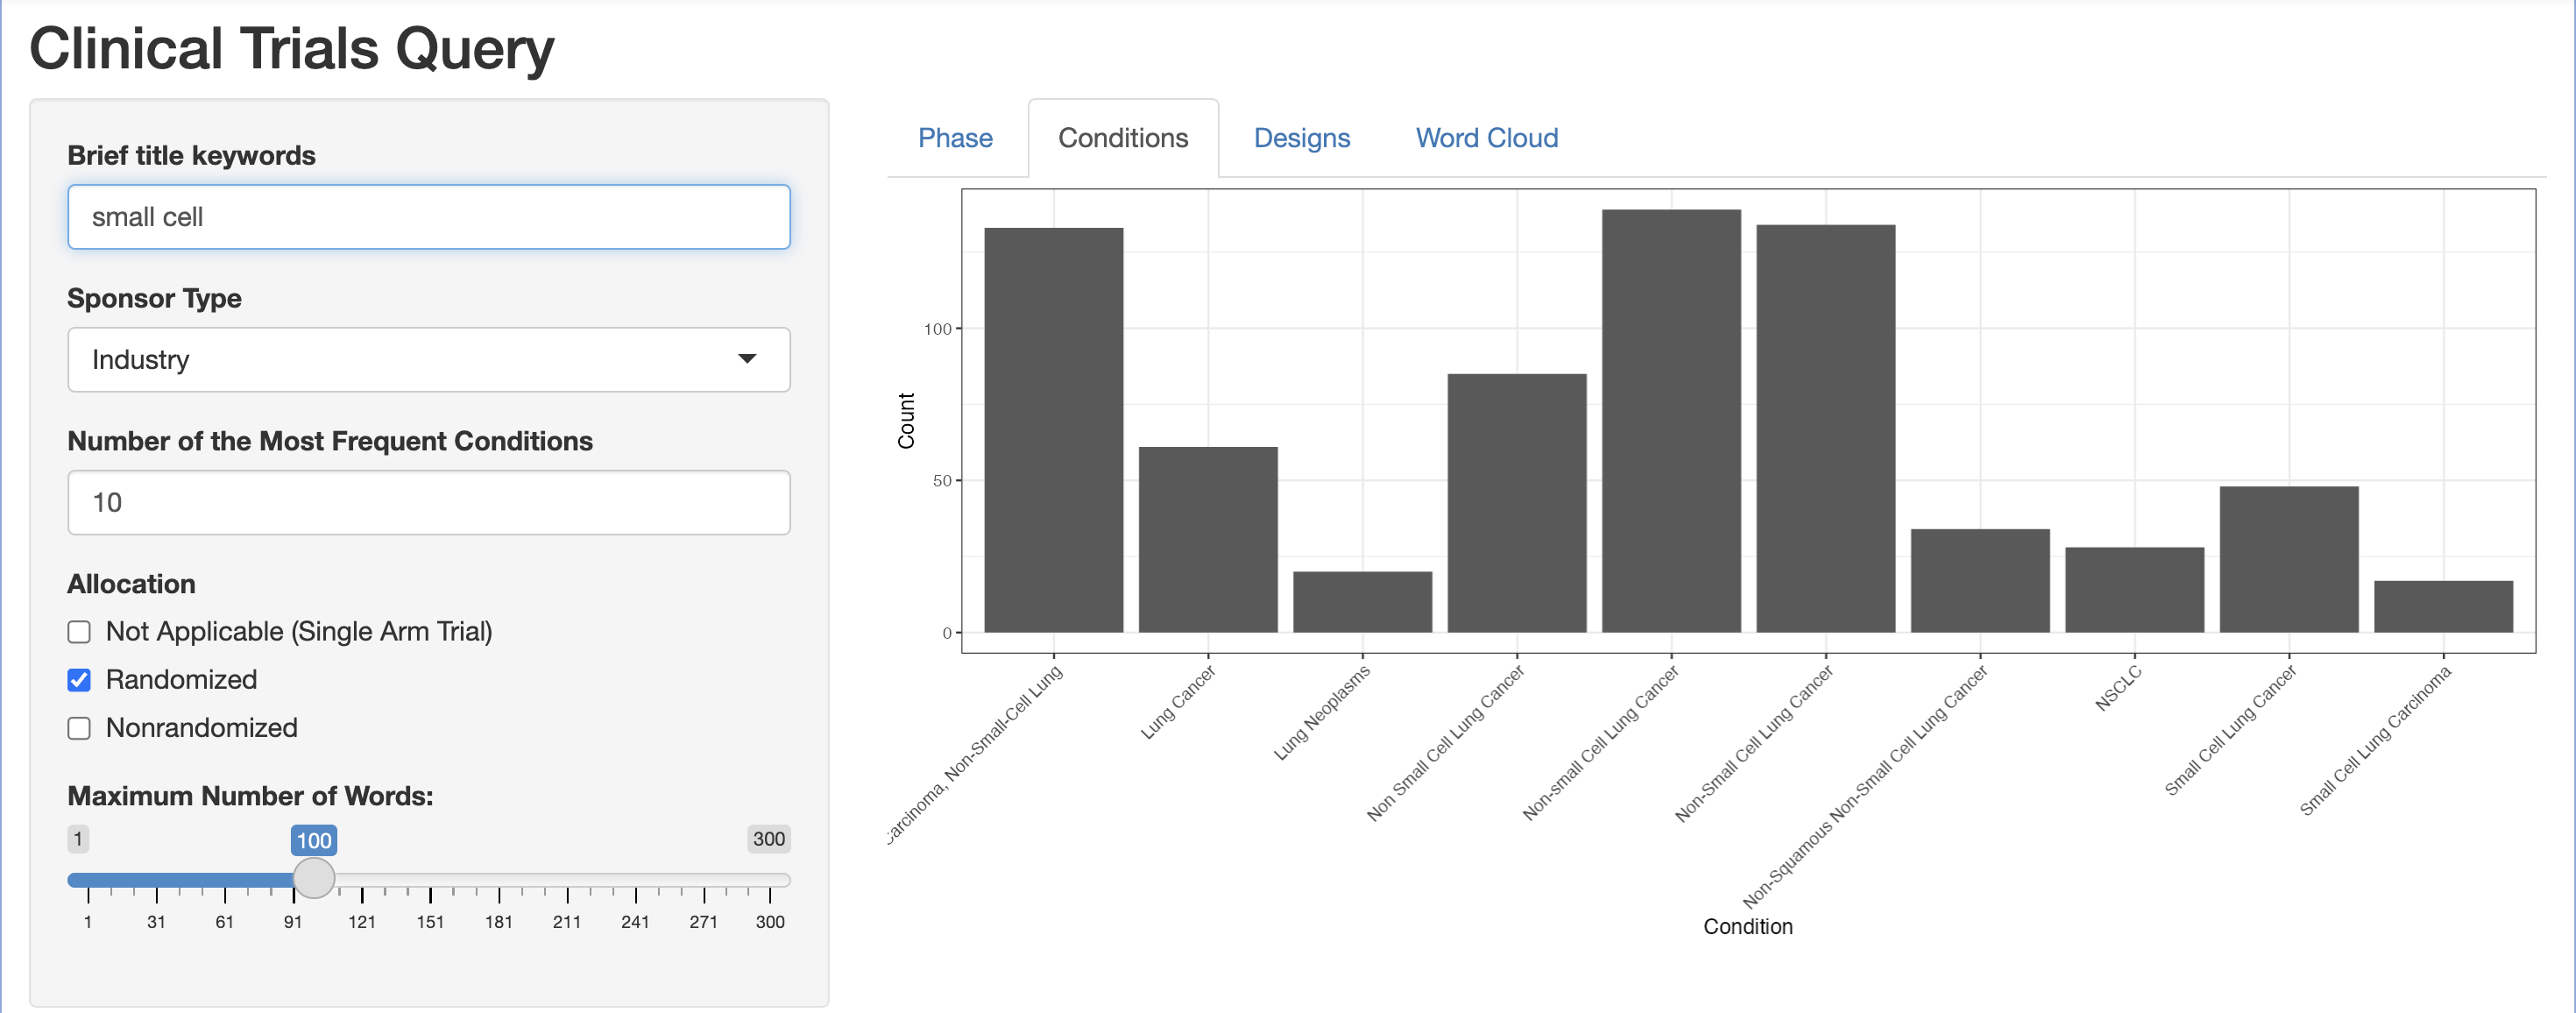 Clinical Trials Query
Brief title keywords
small cell
Sponsor Type
Industry
Number of the Most Frequent Conditions
10
Allocation
Not Applicable (Single Arm Trial)
Randomized
Nonrandomized
Maximum Number of Words:
1
100
300
1 31 61 91 121 151 181 211 241 271 300
Phase
Conditions
Designs
Word Cloud
Count
100
50
0
arcinoma, Non-Small-Cell Lung
Lung Cancer
Lung Neoplasms
Non Small Cell Lung Cancer
Non-small Cell Lung Cancer
Non-Small Cell Lung Cancer
Non-Squamous Non-Small Cell Lung Cancer
NSCLC
Small Cell Lung Cancer
Small Cell Lung Carcinoma
Condition